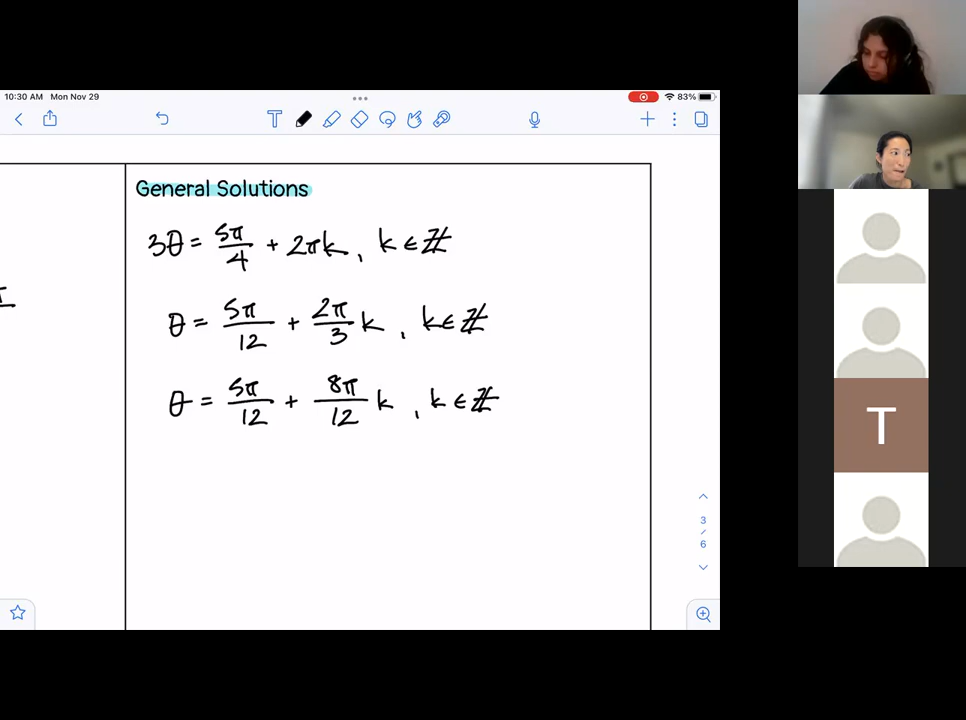 10:30 AM Mon Nov 29
83%
General Solutions
3θ = 5π/4 + 2πk, k ∈ ℤ
θ = 5π/12 + 2π/3 k, k ∈ ℤ
θ = 5π/12 + 8π/12 k, k ∈ ℤ
3 / 6
T